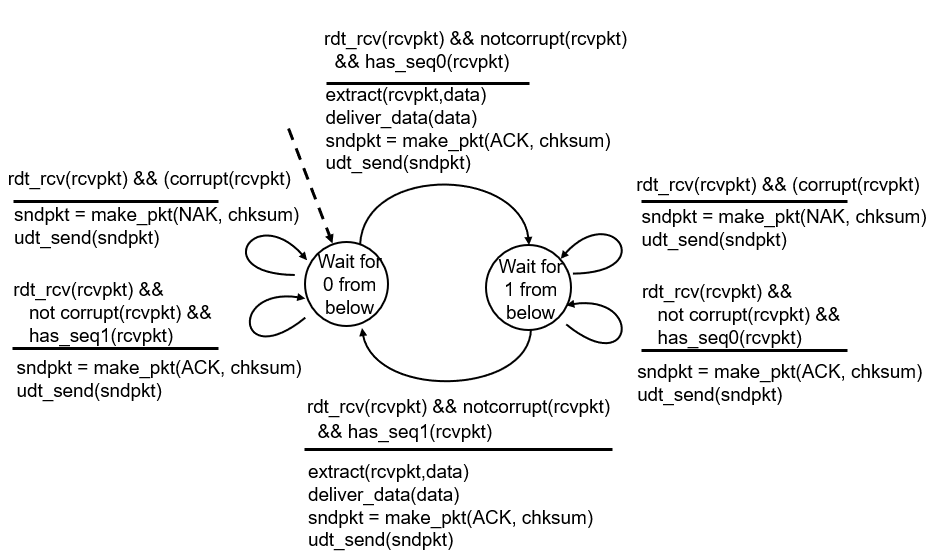 rdt_rcv(rcvpkt) && notcorrupt(rcvpkt)
&& has_seq0(rcvpkt)
extract(rcvpkt,data)
deliver_data(data)
sndpkt = make_pkt(ACK, chksum)
udt_send(sndpkt)
rdt_rcv(rcvpkt) && (corrupt(rcvpkt)
sndpkt = make_pkt(NAK, chksum)
udt_send(sndpkt)
rdt_rcv(rcvpkt) &&
not corrupt(rcvpkt) &&
has_seq1(rcvpkt)
sndpkt = make_pkt(ACK, chksum)
udt_send(sndpkt)
Wait for
0 from
below
Wait for
1 from
below
rdt_rcv(rcvpkt) && (corrupt(rcvpkt)
sndpkt = make_pkt(NAK, chksum)
udt_send(sndpkt)
rdt_rcv(rcvpkt) &&
not corrupt(rcvpkt) &&
has_seq0(rcvpkt)
sndpkt = make_pkt(ACK, chksum)
udt_send(sndpkt)
rdt_rcv(rcvpkt) && notcorrupt(rcvpkt)
&& has_seq1(rcvpkt)
extract(rcvpkt,data)
deliver_data(data)
sndpkt = make_pkt(ACK, chksum)
udt_send(sndpkt)